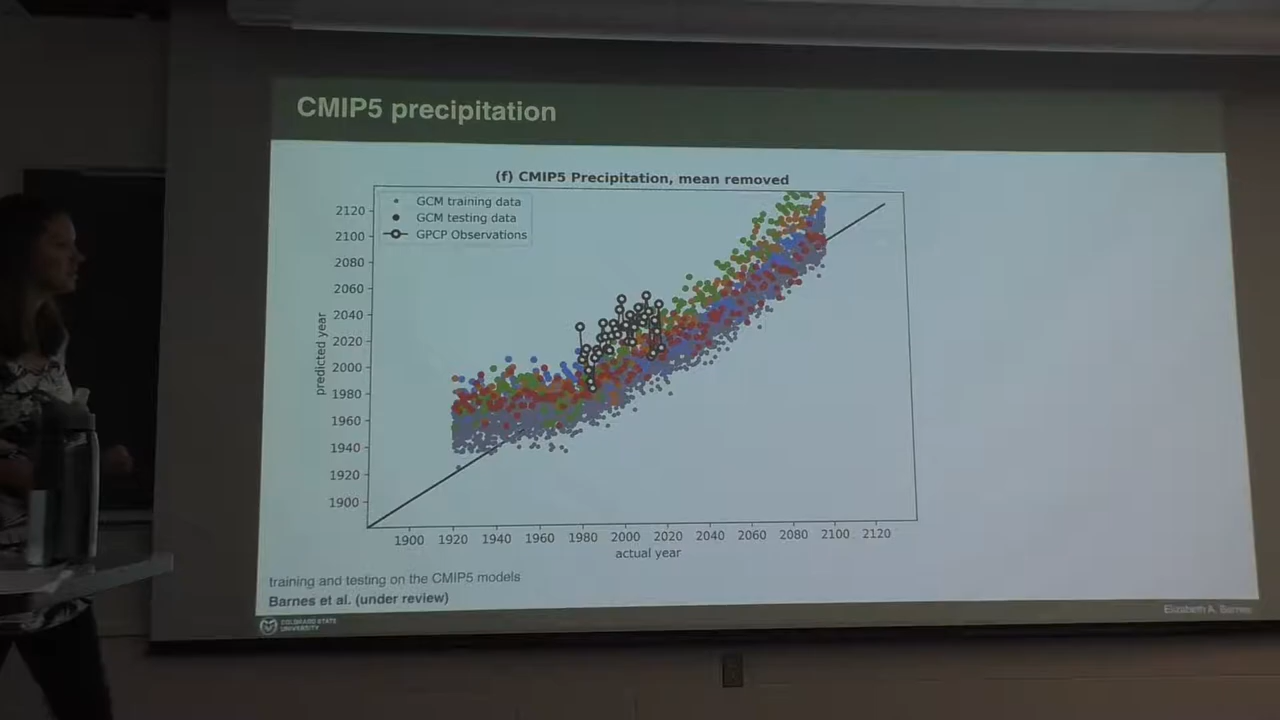 CMIP5 precipitation
(f) CMIP5 Precipitation, mean removed
GCM training data
GCM testing data
GPCP Observations
predicted year
2120
2100
2080
2060
2040
2020
2000
1980
1960
1940
1920
1900
1900 1920 1940 1960 1980 2000 2020 2040 2060 2080 2100 2120
actual year
training and testing on the CMIP5 models
Barnes et al. (under review)
COLORADO STATE
UNIVERSITY
Elizabeth A. Barnes